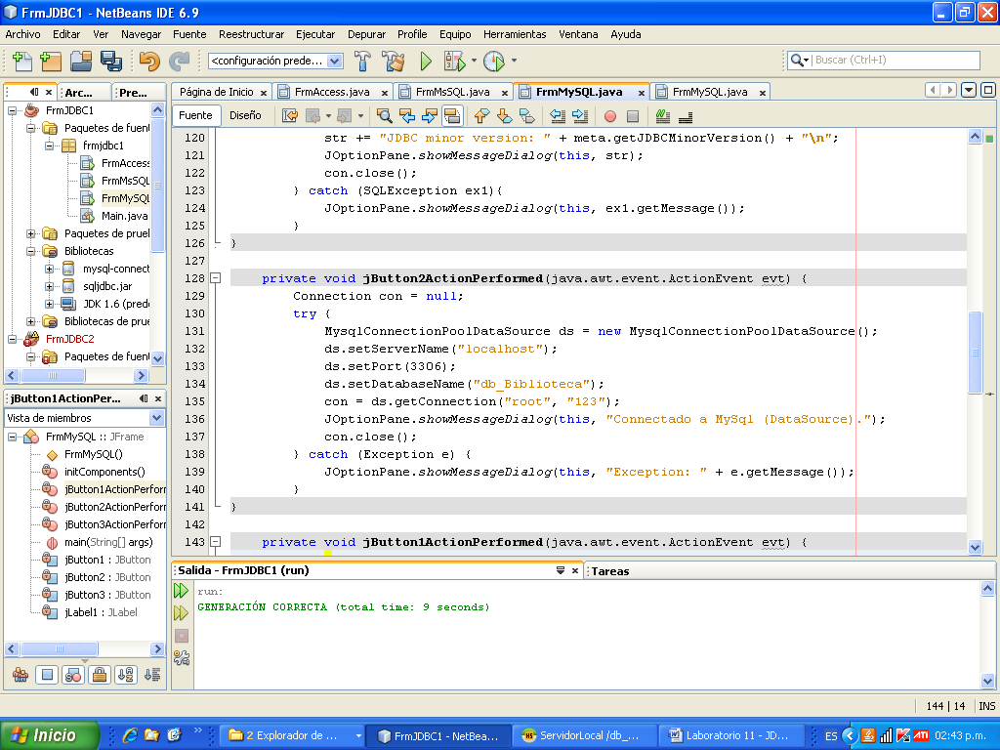 FrmJDBC1 - NetBeans IDE 6.9
Archivo Editar Ver Navegar Fuente Reestructurar Ejecutar Depurar Profile Equipo Herramientas Ventana Ayuda
<configuración prede... Buscar (Ctrl+I)
Arc... Pre...
Página de Inicio FrmAccess.java FrmMsSQL.java FrmMySQL.java FrmMySQL.java
FrmJDBC1
Paquetes de fuen
frmjdbc1
FrmAccess
FrmMsSQL
FrmMySQL
Main.java
Paquetes de pruel
Bibliotecas
mysql-connect
sqljdbc.jar
JDK 1.6 (prede
Bibliotecas de prue
FrmJDBC2
Paquetes de fuen
Fuente Diseño
120 str += "JDBC minor version: " + meta.getJDBCMinorVersion() + "\n";
121 JOptionPane.showMessageDialog(this, str);
122 con.close();
123 } catch (SQLException ex1){
124 JOptionPane.showMessageDialog(this, ex1.getMessage());
125 }
126 }
127
128 private void jButton2ActionPerformed(java.awt.event.ActionEvent evt) {
129 Connection con = null;
130 try {
131 MysqlConnectionPoolDataSource ds = new MysqlConnectionPoolDataSource();
132 ds.setServerName("localhost");
133 ds.setPort(3306);
134 ds.setDatabaseName("db_Biblioteca");
135 con = ds.getConnection("root", "123");
136 JOptionPane.showMessageDialog(this, "Connectado a MySql (DataSource).");
137 con.close();
138 } catch (Exception e) {
139 JOptionPane.showMessageDialog(this, "Exception: " + e.getMessage());
140 }
141 }
142
143 private void jButton1ActionPerformed(java.awt.event.ActionEvent evt) {
jButton1ActionPer...
Vista de miembros
FrmMySQL :: JFrame
FrmMySQL()
initComponents()
jButton1ActionPerfor
jButton2ActionPerfor
jButton3ActionPerfor
main(String[] args)
jButton1 : JButton
jButton2 : JButton
jButton3 : JButton
jLabel1 : JLabel
Salida - FrmJDBC1 (run) Tareas
run:
GENERACIÓN CORRECTA (total time: 9 seconds)
144 | 14 INS
Inicio 2 Explorador de ... FrmJDBC1 - NetBea... ServidorLocal /db_... Laboratorio 11 - JD... ES 02:43 p.m.